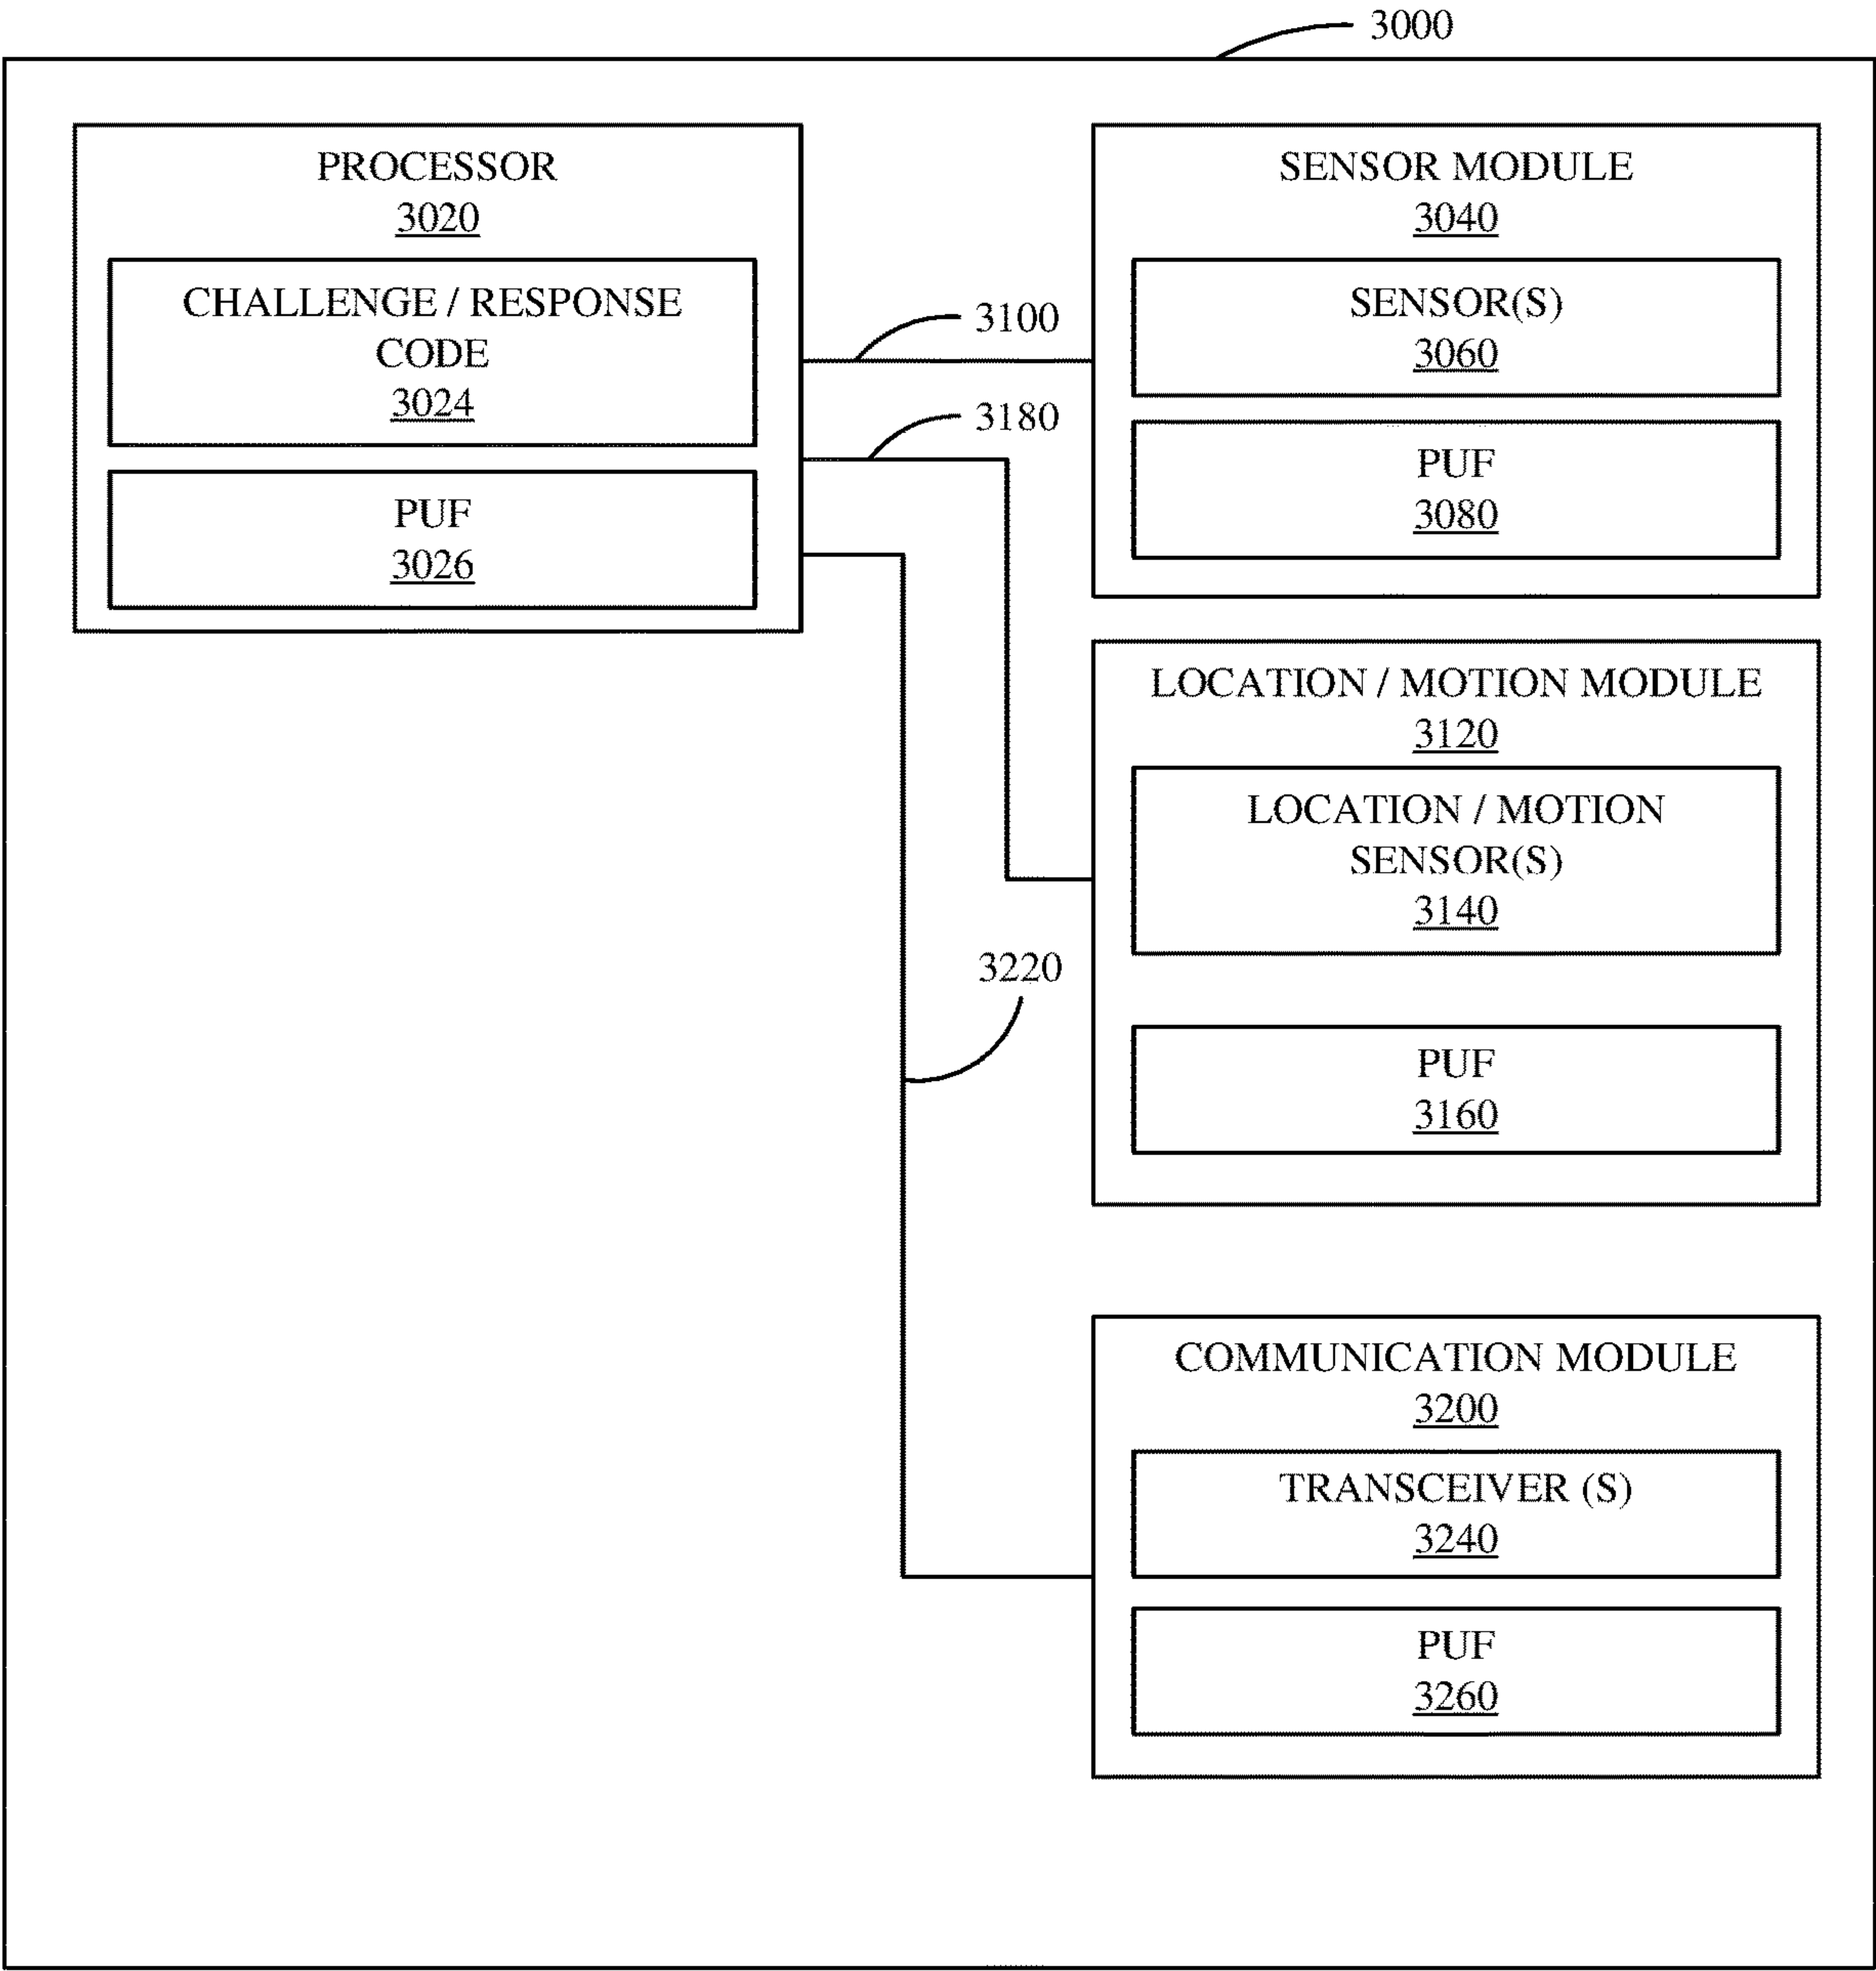 3000
PROCESSOR
3020
CHALLENGE / RESPONSE
CODE
3024
PUF
3026
3100
3180
3220
SENSOR MODULE
3040
SENSOR(S)
3060
PUF
3080
LOCATION / MOTION MODULE
3120
LOCATION / MOTION
SENSOR(S)
3140
PUF
3160
COMMUNICATION MODULE
3200
TRANSCEIVER (S)
3240
PUF
3260